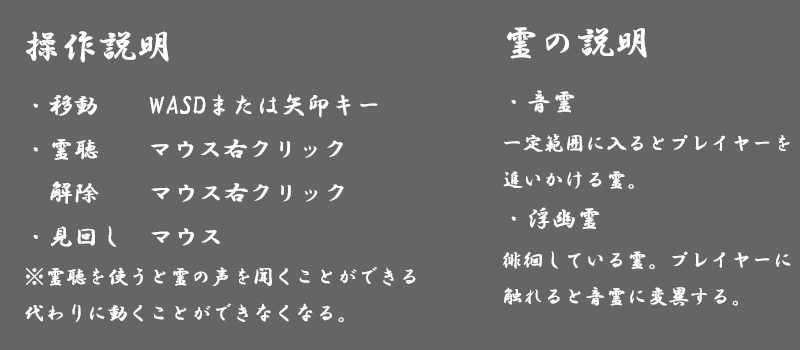 操作説明
・移動　　WASDまたは矢印キー
・霊聴　　マウス右クリック
　解除　　マウス右クリック
・見回し　マウス
※霊聴を使うと霊の声を聞くことができる
代わりに動くことができなくなる。
霊の説明
・音霊
一定範囲に入るとプレイヤーを
追いかける霊。
・浮幽霊
徘徊している霊。プレイヤーに
触れると音霊に変異する。